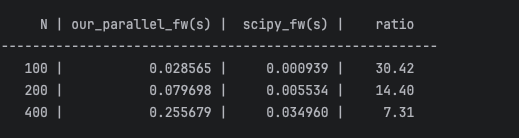 N | our_parallel_fw(s) | scipy_fw(s) | ratio
------------------------------------------------------
100 | 0.028565 | 0.000939 | 30.42
200 | 0.079698 | 0.005534 | 14.40
400 | 0.255679 | 0.034960 | 7.31